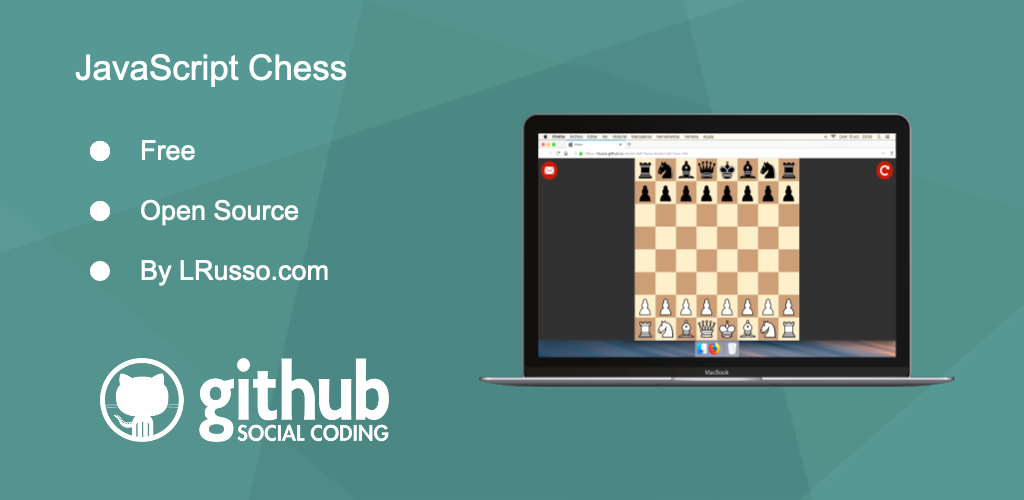 JavaScript Chess
Free
Open Source
By LRusso.com
github
SOCIAL CODING
MacBook